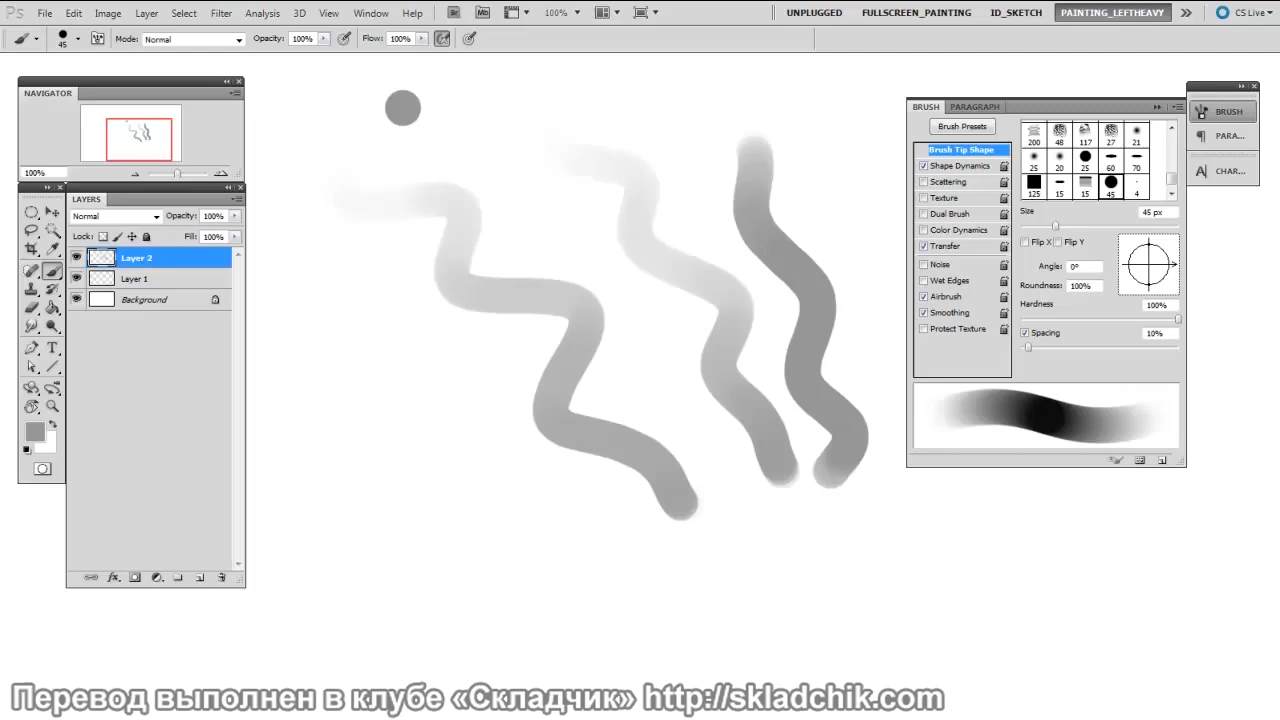 Ps File Edit Image Layer Select Filter Analysis 3D View Window Help Br Mb 100% UNPLUGGED FULLSCREEN_PAINTING ID_SKETCH PAINTING_LEFTHEAVY CS Live
45 Mode: Normal Opacity: 100% Flow: 100%
NAVIGATOR
100%
LAYERS
Normal Opacity: 100%
Lock: Fill: 100%
Layer 2
Layer 1
Background
BRUSH PARAGRAPH
Brush Presets
Brush Tip Shape
Shape Dynamics
Scattering
Texture
Dual Brush
Color Dynamics
Transfer
Noise
Wet Edges
Airbrush
Smoothing
Protect Texture
200 48 117 27 21
25 20 25 60 70
125 15 15 45 4
Size 45 px
Flip X Flip Y
Angle: 0°
Roundness: 100%
Hardness 100%
Spacing 10%
BRUSH
PARA...
CHAR...
Перевод выполнен в клубе «Складчик» http://skladchik.com